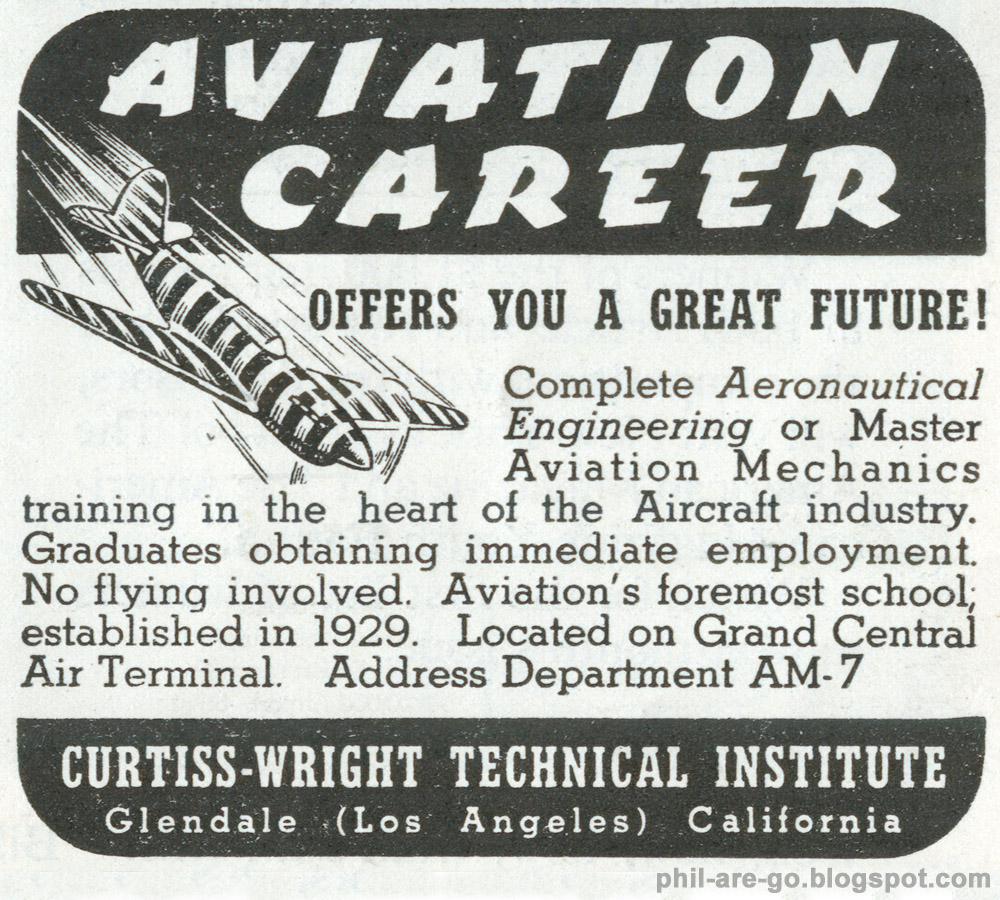 AVIATION
CAREER
OFFERS YOU A GREAT FUTURE!
Complete Aeronautical
Engineering or Master
Aviation Mechanics
training in the heart of the Aircraft industry.
Graduates obtaining immediate employment.
No flying involved. Aviation's foremost school;
established in 1929. Located on Grand Central
Air Terminal. Address Department AM-7
CURTISS-WRIGHT TECHNICAL INSTITUTE
Glendale (Los Angeles) California
phil-are-go.blogspot.com